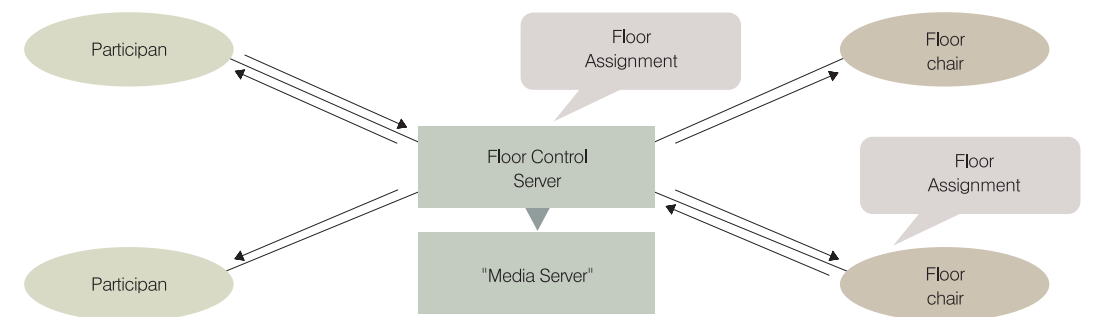 Participan
Floor
Assignment
Floor
chair
Floor Control
Server
Floor
Assignment
Participan
"Media Server"
Floor
chair